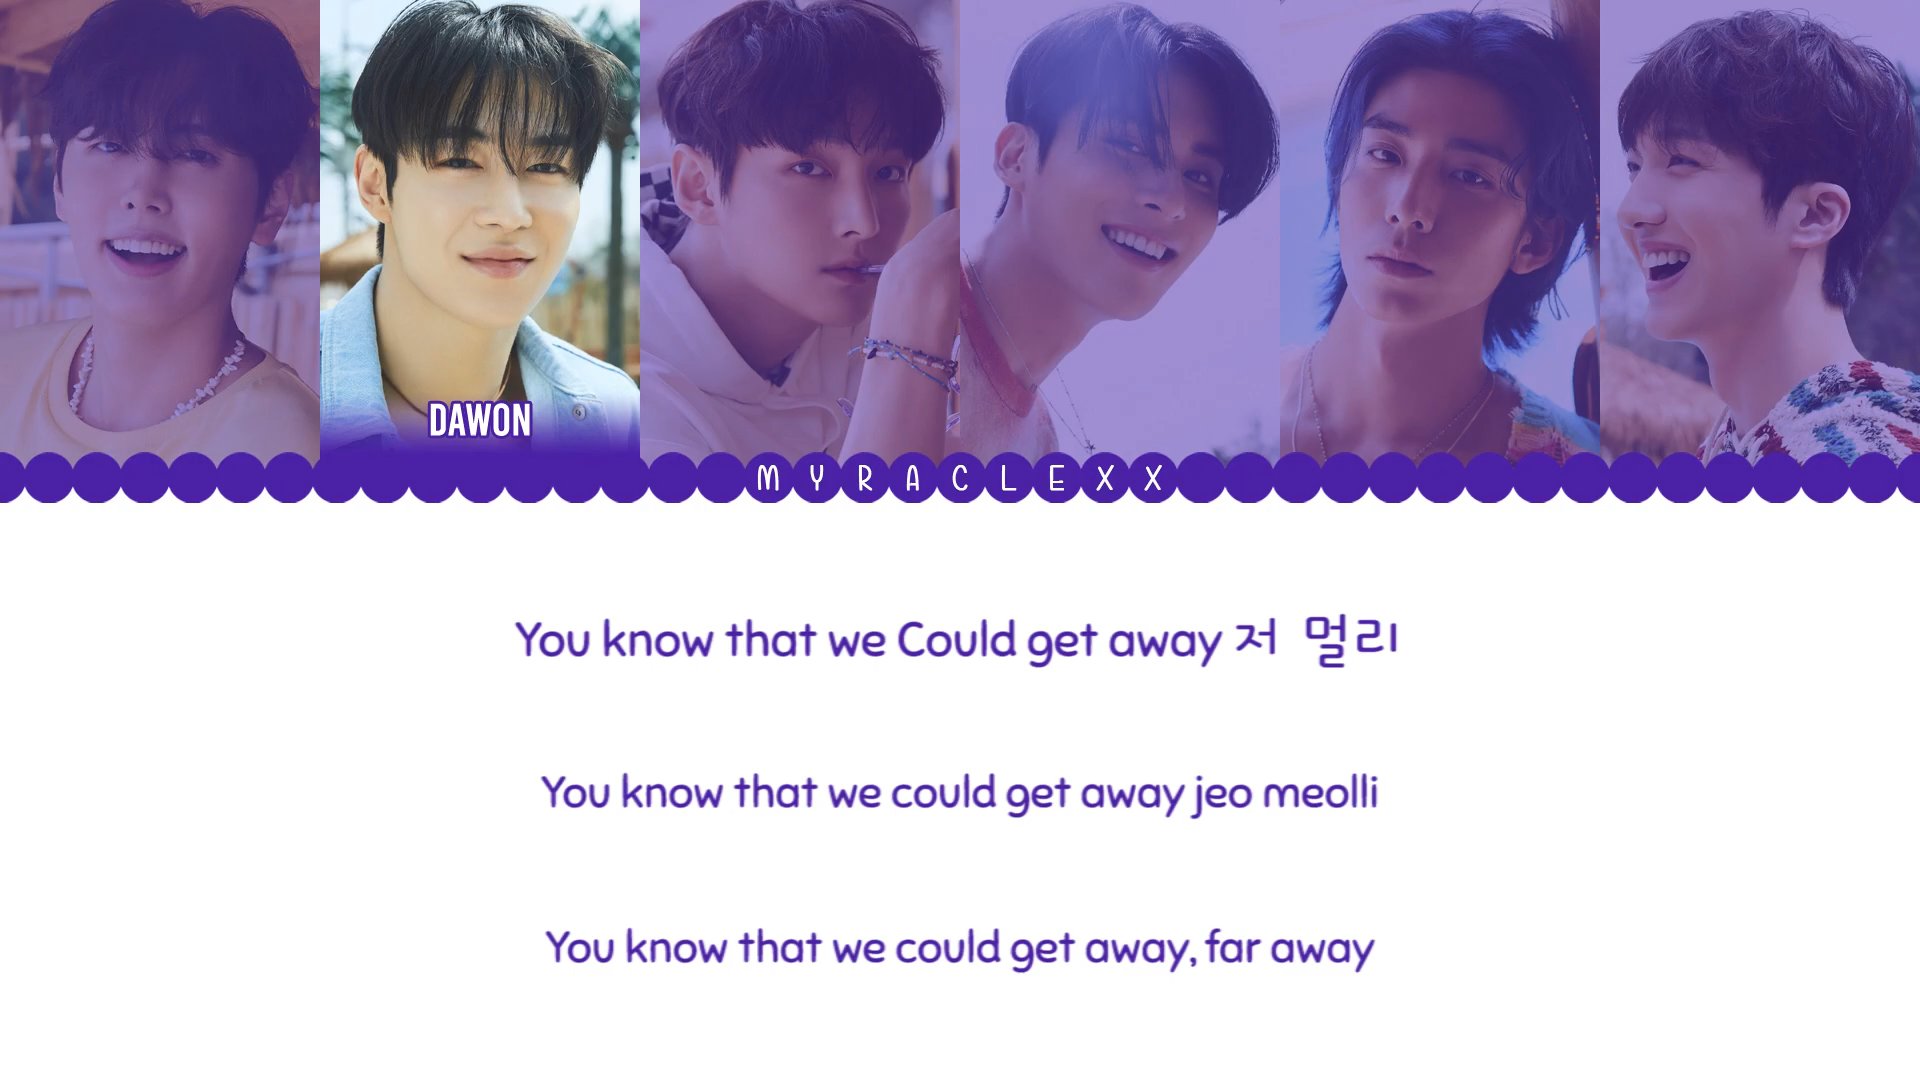 DAWON
MYRACLEXX
You know that we Could get away 저 멀리
You know that we could get away jeo meolli
You know that we could get away, far away